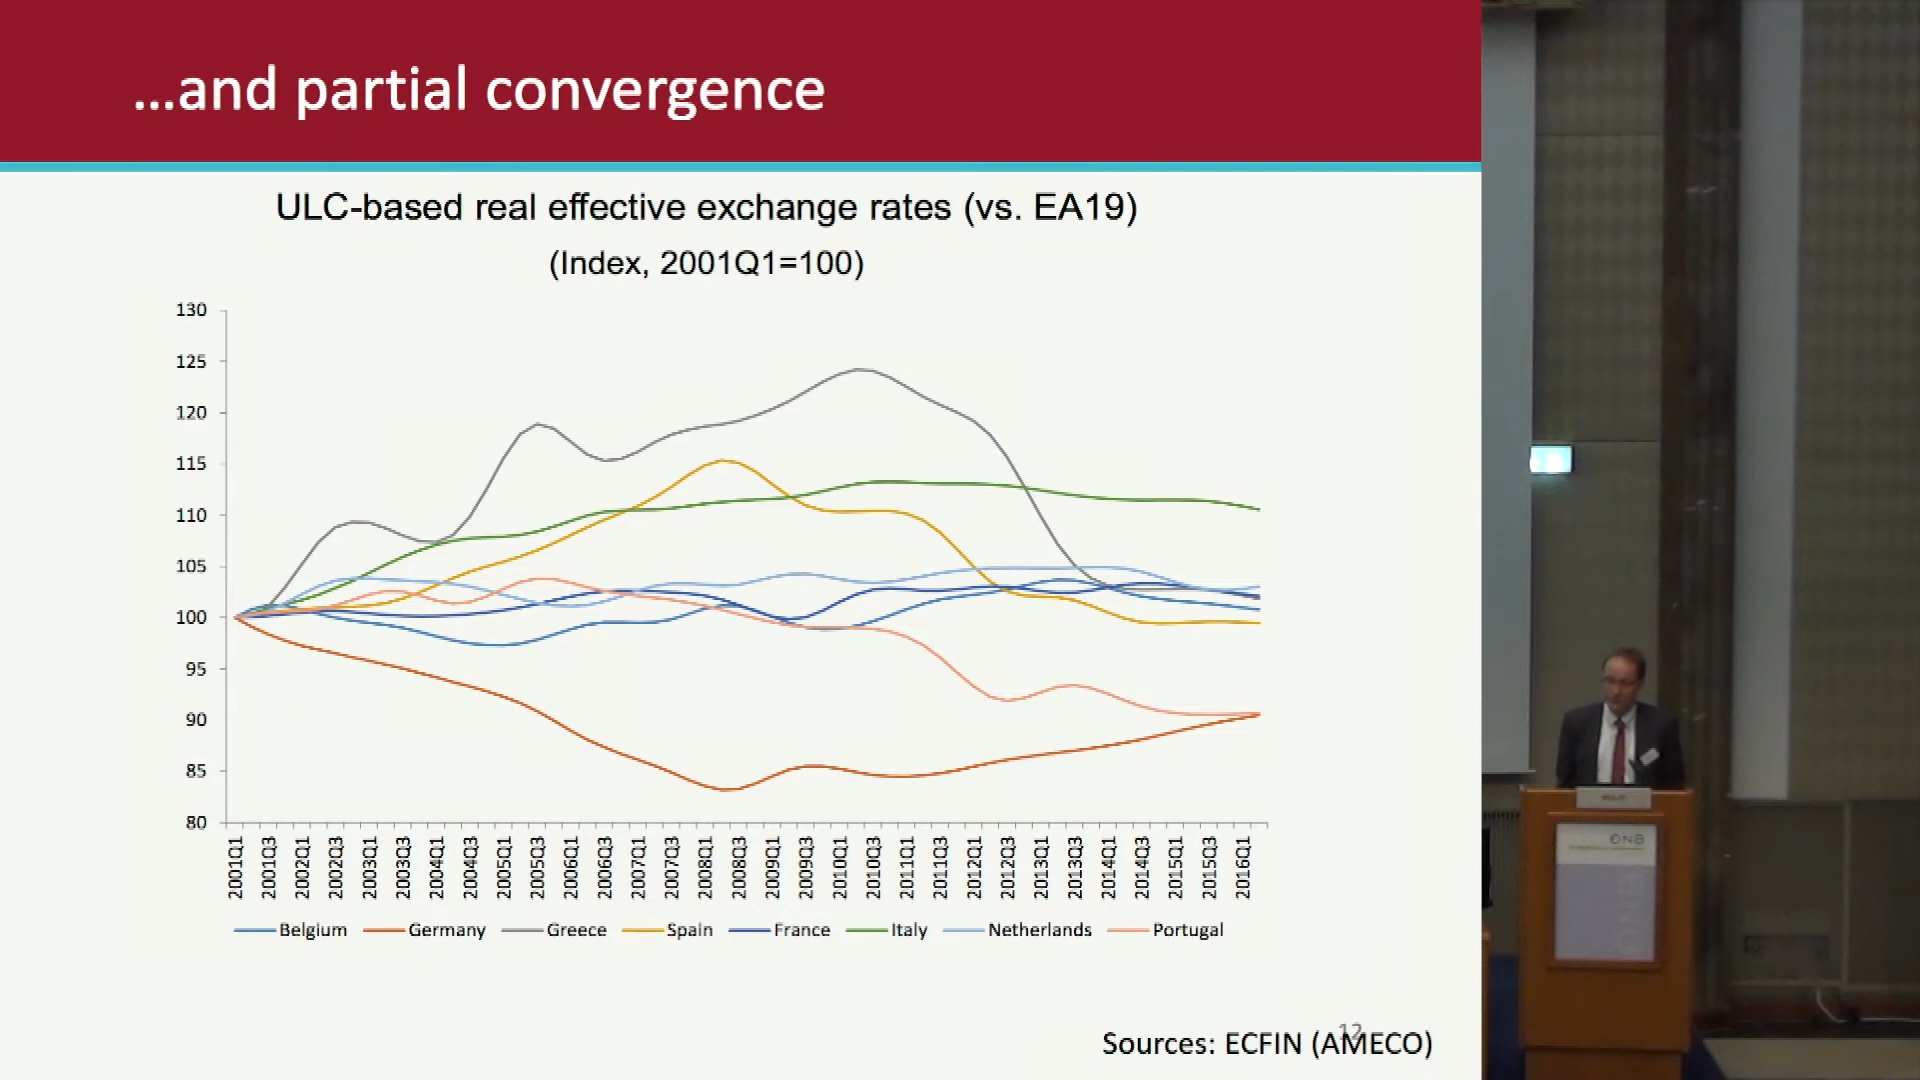 ...and partial convergence
ULC-based real effective exchange rates (vs. EA19)
(Index, 2001Q1=100)
130
125
120
115
110
105
100
95
90
85
80
2001Q1
2001Q3
2002Q1
2002Q3
2003Q1
2003Q3
2004Q1
2004Q3
2005Q1
2005Q3
2006Q1
2006Q3
2007Q1
2007Q3
2008Q1
2008Q3
2009Q1
2009Q3
2010Q1
2010Q3
2011Q1
2011Q3
2012Q1
2012Q3
2013Q1
2013Q3
2014Q1
2014Q3
2015Q1
2015Q3
2016Q1
Belgium Germany Greece Spain France Italy Netherlands Portugal
12
Sources: ECFIN (AMECO)